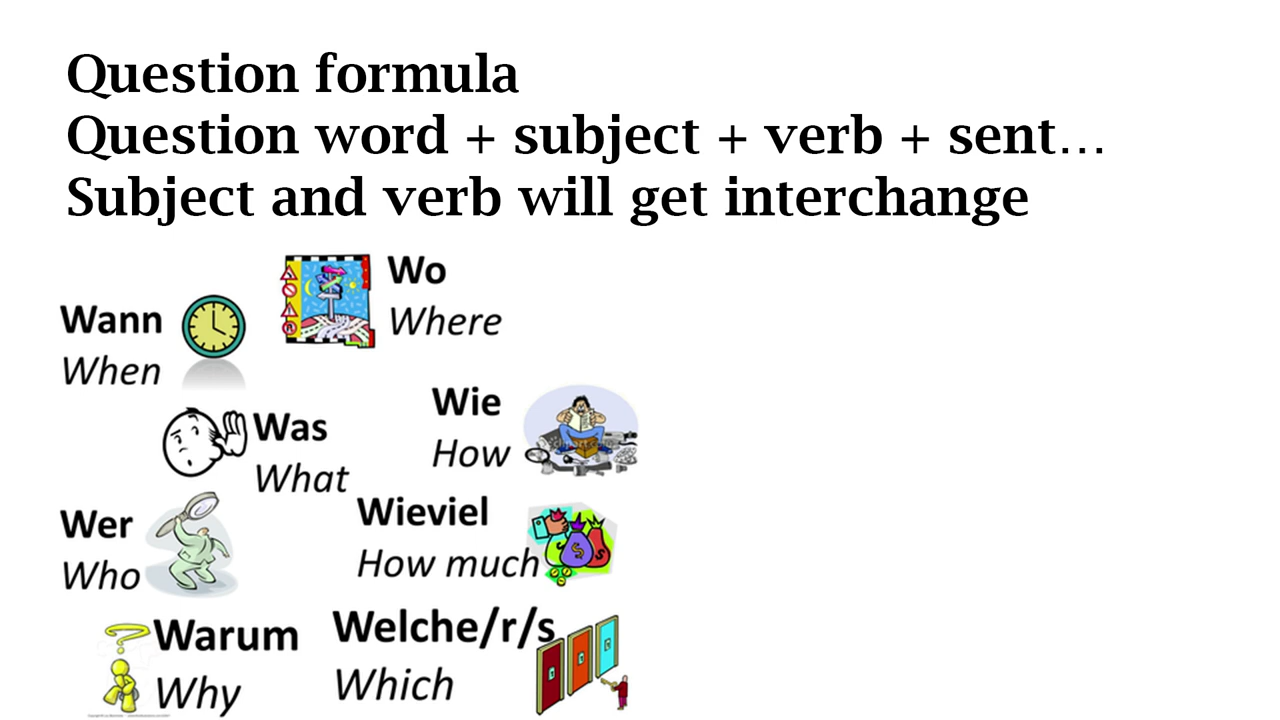 Question formula
Question word + subject + verb + sent…
Subject and verb will get interchange
Wo
Where
Wann
When
Wie
How
Was
What
Wer
Who
Wieviel
How much
Warum
Why
Welche/r/s
Which